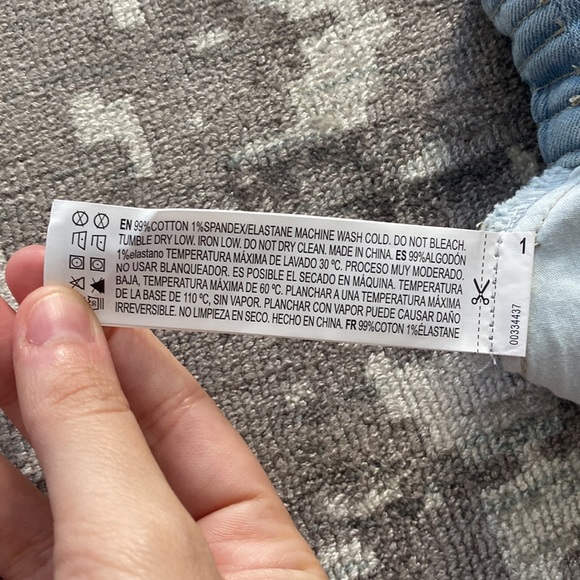 EN 99%COTTON 1%SPANDEX/ELASTANE MACHINE WASH COLD. DO NOT BLEACH.
TUMBLE DRY LOW. IRON LOW. DO NOT DRY CLEAN. MADE IN CHINA. ES 99%ALGODÓN
1%elastano TEMPERATURA MÁXIMA DE LAVADO 30 ºC. PROCESO MUY MODERADO.
NO USAR BLANQUEADOR. ES POSIBLE EL SECADO EN MÁQUINA. TEMPERATURA
BAJA, TEMPERATURA MÁXIMA DE 60 ºC. PLANCHAR A UNA TEMPERATURA MÁXIMA
DE LA BASE DE 110 ºC, SIN VAPOR. PLANCHAR CON VAPOR PUEDE CAUSAR DAÑO
IRREVERSIBLE. NO LIMPIEZA EN SECO. HECHO EN CHINA. FR 99%COTON 1%ÉLASTANE
1
00334437